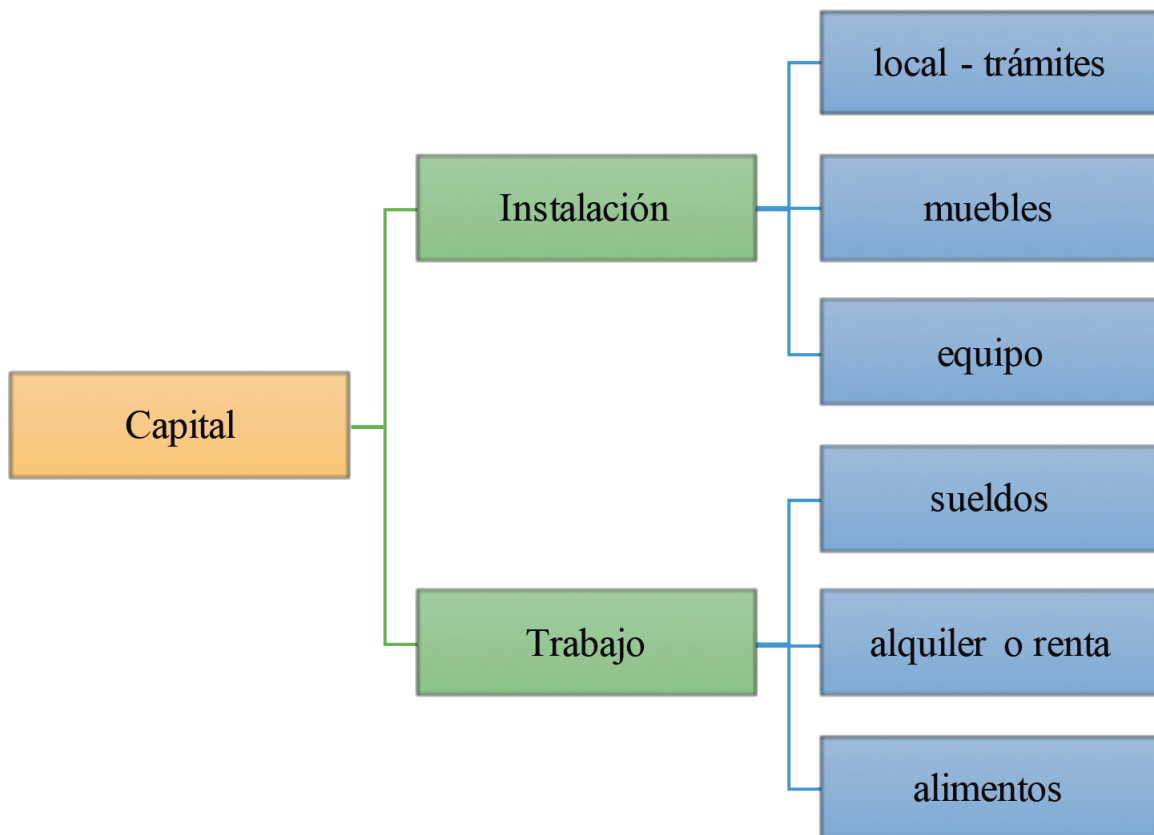 Capital
Instalación
local - trámites
muebles
equipo
Trabajo
sueldos
alquiler o renta
alimentos